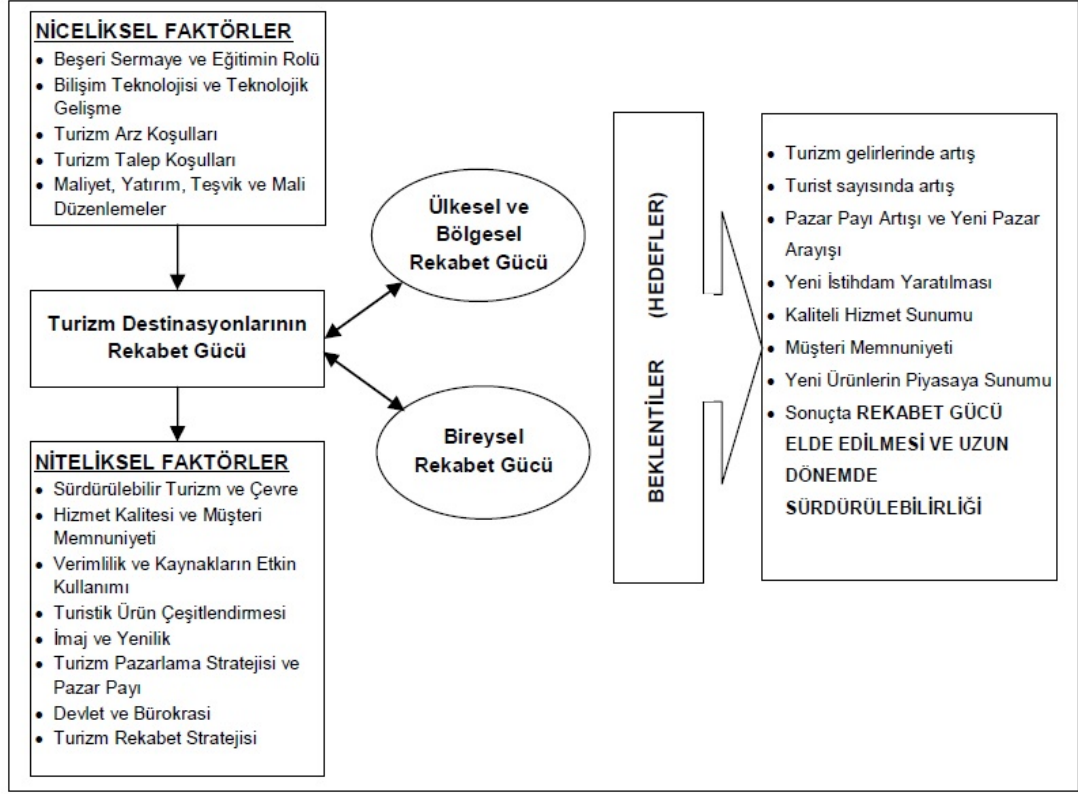 NİCELİKSEL FAKTÖRLER
• Beşeri Sermaye ve Eğitimin Rolü
• Bilişim Teknolojisi ve Teknolojik
Gelişme
• Turizm Arz Koşulları
• Turizm Talep Koşulları
• Maliyet, Yatırım, Teşvik ve Mali
Düzenlemeler
Turizm Destinasyonlarının
Rekabet Gücü
NİTELİKSEL FAKTÖRLER
• Sürdürülebilir Turizm ve Çevre
• Hizmet Kalitesi ve Müşteri
Memnuniyeti
• Verimlilik ve Kaynakların Etkin
Kullanımı
• Turistik Ürün Çeşitlendirmesi
• İmaj ve Yenilik
• Turizm Pazarlama Stratejisi ve
Pazar Payı
• Devlet ve Bürokrasi
• Turizm Rekabet Stratejisi
Ülkesel ve
Bölgesel
Rekabet Gücü
Bireysel
Rekabet Gücü
BEKLENTİLER (HEDEFLER)
• Turizm gelirlerinde artış
• Turist sayısında artış
• Pazar Payı Artışı ve Yeni Pazar
Arayışı
• Yeni İstihdam Yaratılması
• Kaliteli Hizmet Sunumu
• Müşteri Memnuniyeti
• Yeni Ürünlerin Piyasaya Sunumu
• Sonuçta REKABET GÜCÜ
ELDE EDİLMESİ VE UZUN
DÖNEMDE
SÜRDÜRÜLEBİLİRLİĞİ